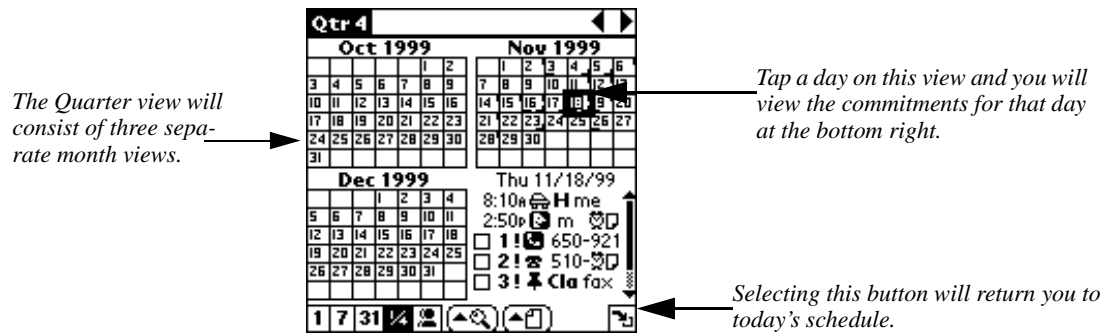 Qtr 4
Oct 1999
1 2
3 4 5 6 7 8 9
10 11 12 13 14 15 16
17 18 19 20 21 22 23
24 25 26 27 28 29 30
31
Nov 1999
1 2 3 4 5 6
7 8 9 10 11 12 13
14 15 16 17 18 19 20
21 22 23 24 25 26 27
28 29 30
The Quarter view will
consist of three sepa-
rate month views.
Tap a day on this view and you will
view the commitments for that day
at the bottom right.
Dec 1999
1 2 3 4
5 6 7 8 9 10 11
12 13 14 15 16 17 18
19 20 21 22 23 24 25
26 27 28 29 30 31
Thu 11/18/99
8:10A H me
2:50P m
1! 650-921
2! 510-
3! Cla fax
1 7 31 1/4
Selecting this button will return you to
today's schedule.